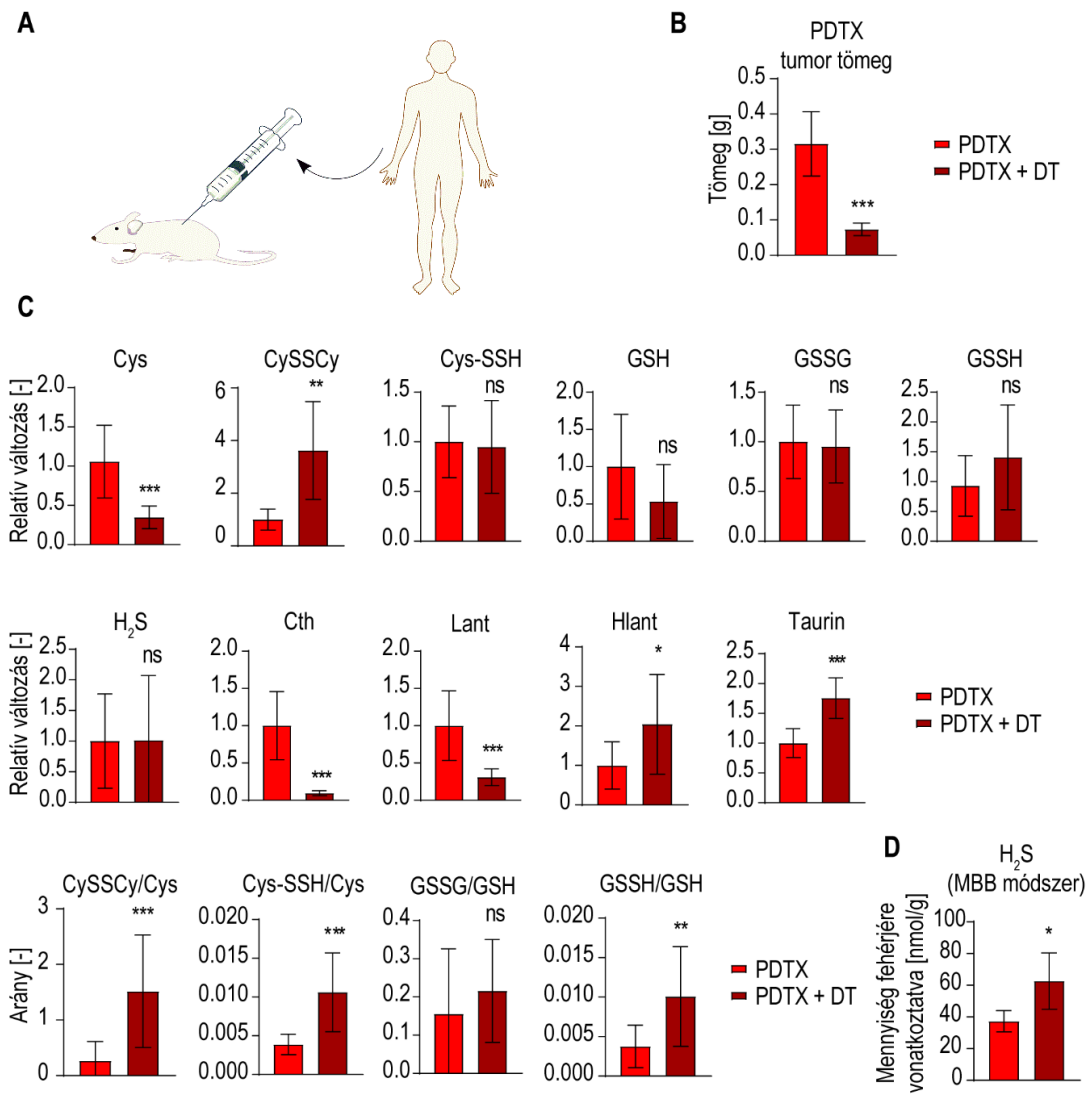 A
B
PDTX
tumor tömeg
Tömeg [g]
0.5
0.4
0.3
0.2
0.1
0.0
***
PDTX
PDTX + DT
C
Cys
Relatív változás [-]
2.0
1.5
1.0
0.5
0.0
***
CySSCy
6
4
2
0
**
Cys-SSH
1.5
1.0
0.5
0.0
ns
GSH
2.0
1.5
1.0
0.5
0.0
ns
GSSG
1.5
1.0
0.5
0.0
ns
GSSH
2.5
2.0
1.5
1.0
0.5
0.0
ns
H2S
Relatív változás [-]
2.5
2.0
1.5
1.0
0.5
0.0
ns
Cth
2.0
1.5
1.0
0.5
0.0
***
Lant
2.0
1.5
1.0
0.5
0.0
***
Hlant
4
3
2
1
0
*
Taurin
2.5
2.0
1.5
1.0
0.5
0.0
***
PDTX
PDTX + DT
CySSCy/Cys
Arány [-]
3
2
1
0
***
Cys-SSH/Cys
0.020
0.015
0.010
0.005
0.000
***
GSSG/GSH
0.4
0.3
0.2
0.1
0.0
ns
GSSH/GSH
0.020
0.015
0.010
0.005
0.000
**
PDTX
PDTX + DT
D
H2S
(MBB módszer)
Mennyiség fehérjére
vonatkoztatva [nmol/g]
100
80
60
40
20
0
*